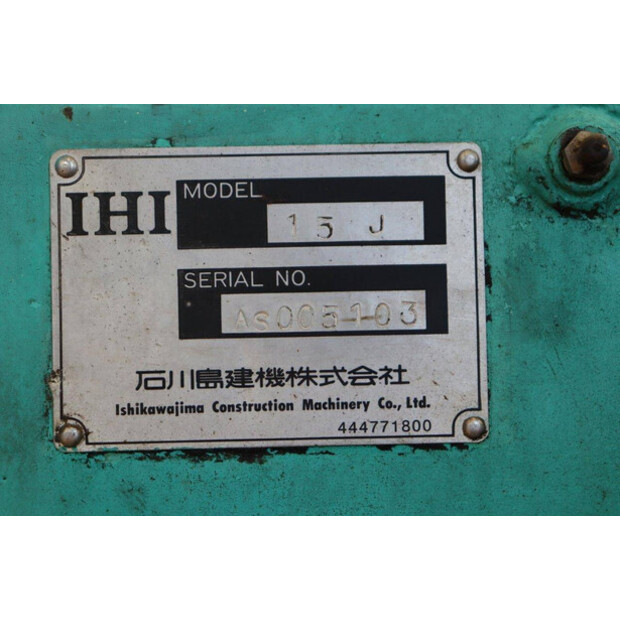 IHI
MODEL
15 J
SERIAL NO.
AS005103
石川島建機株式会社
Ishikawajima Construction Machinery Co., Ltd.
444771800